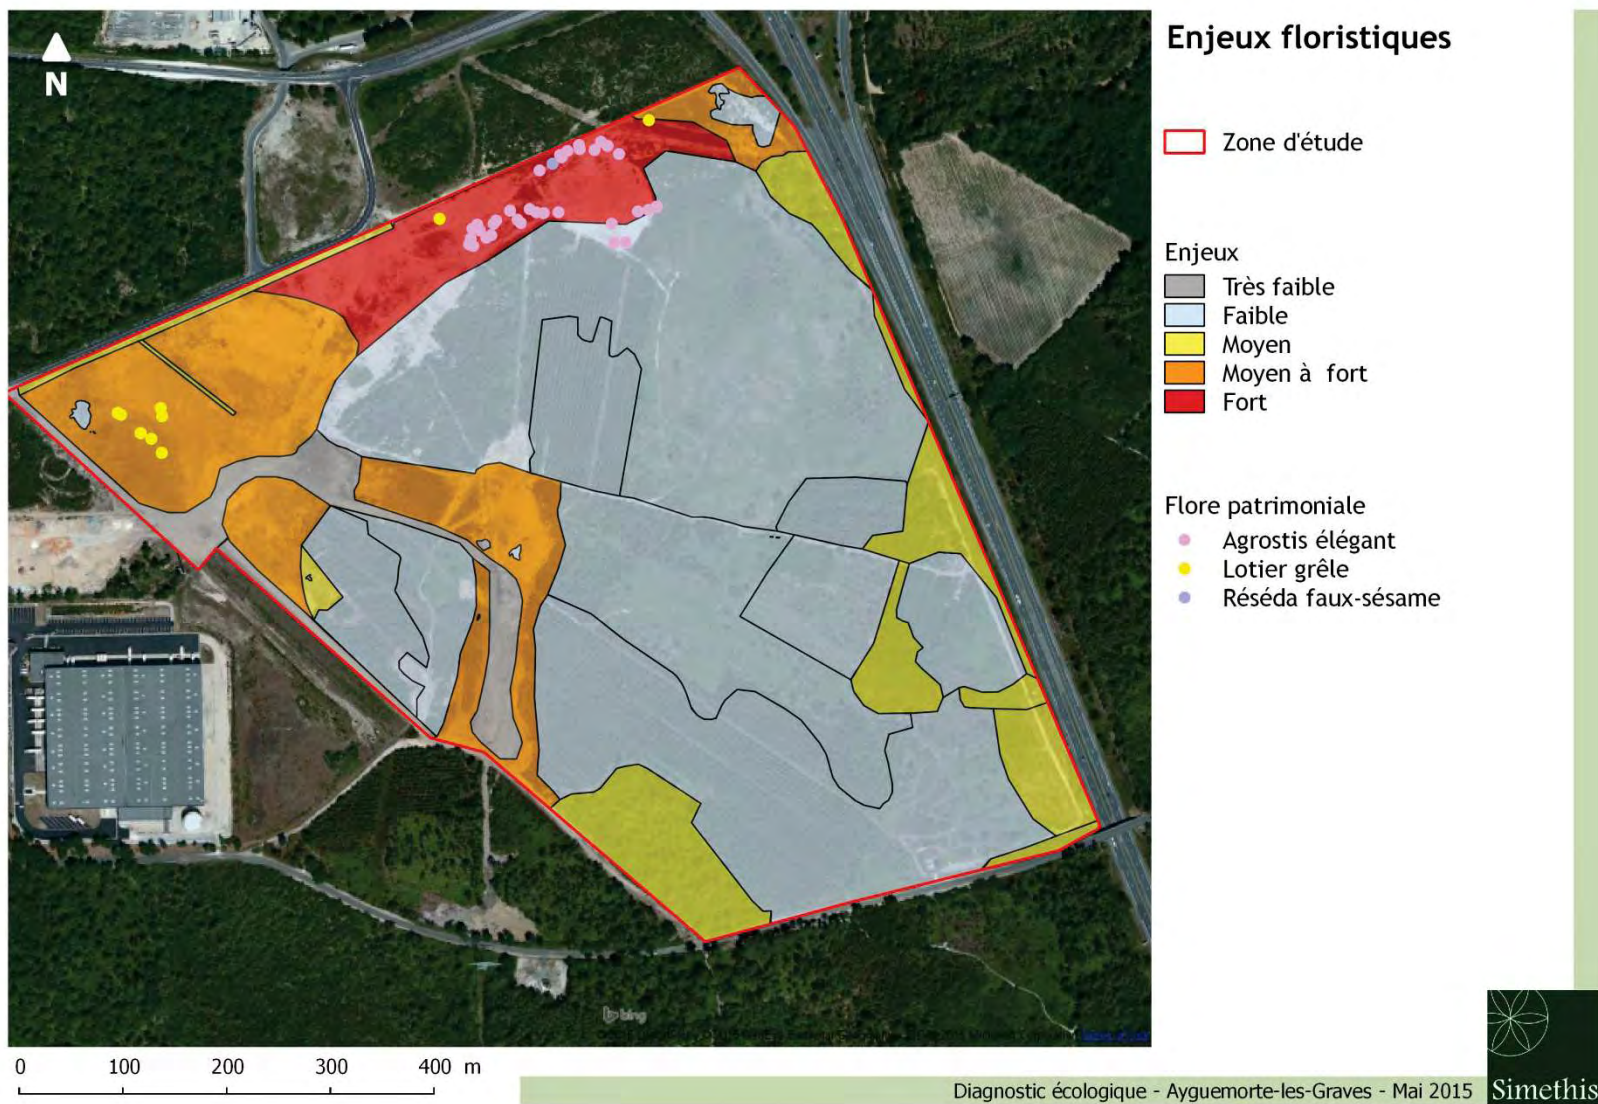 Enjeux floristiques
N
Zone d'étude
Enjeux
Très faible
Faible
Moyen
Moyen à fort
Fort
Flore patrimoniale
Agrostis élégant
Lotier grêle
Réséda faux-sésame
bing
0 100 200 300 400 m
Diagnostic écologique - Ayguemorte-les-Graves - Mai 2015
Simethis